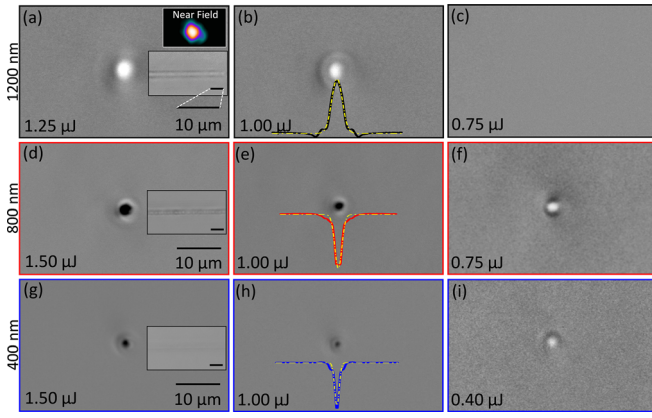 1200 nm
(a)
Near Field
1.25 µJ
10 µm
(b)
1.00 µJ
(c)
0.75 µJ
800 nm
(d)
1.50 µJ
10 µm
(e)
1.00 µJ
(f)
0.75 µJ
400 nm
(g)
1.50 µJ
10 µm
(h)
1.00 µJ
(i)
0.40 µJ